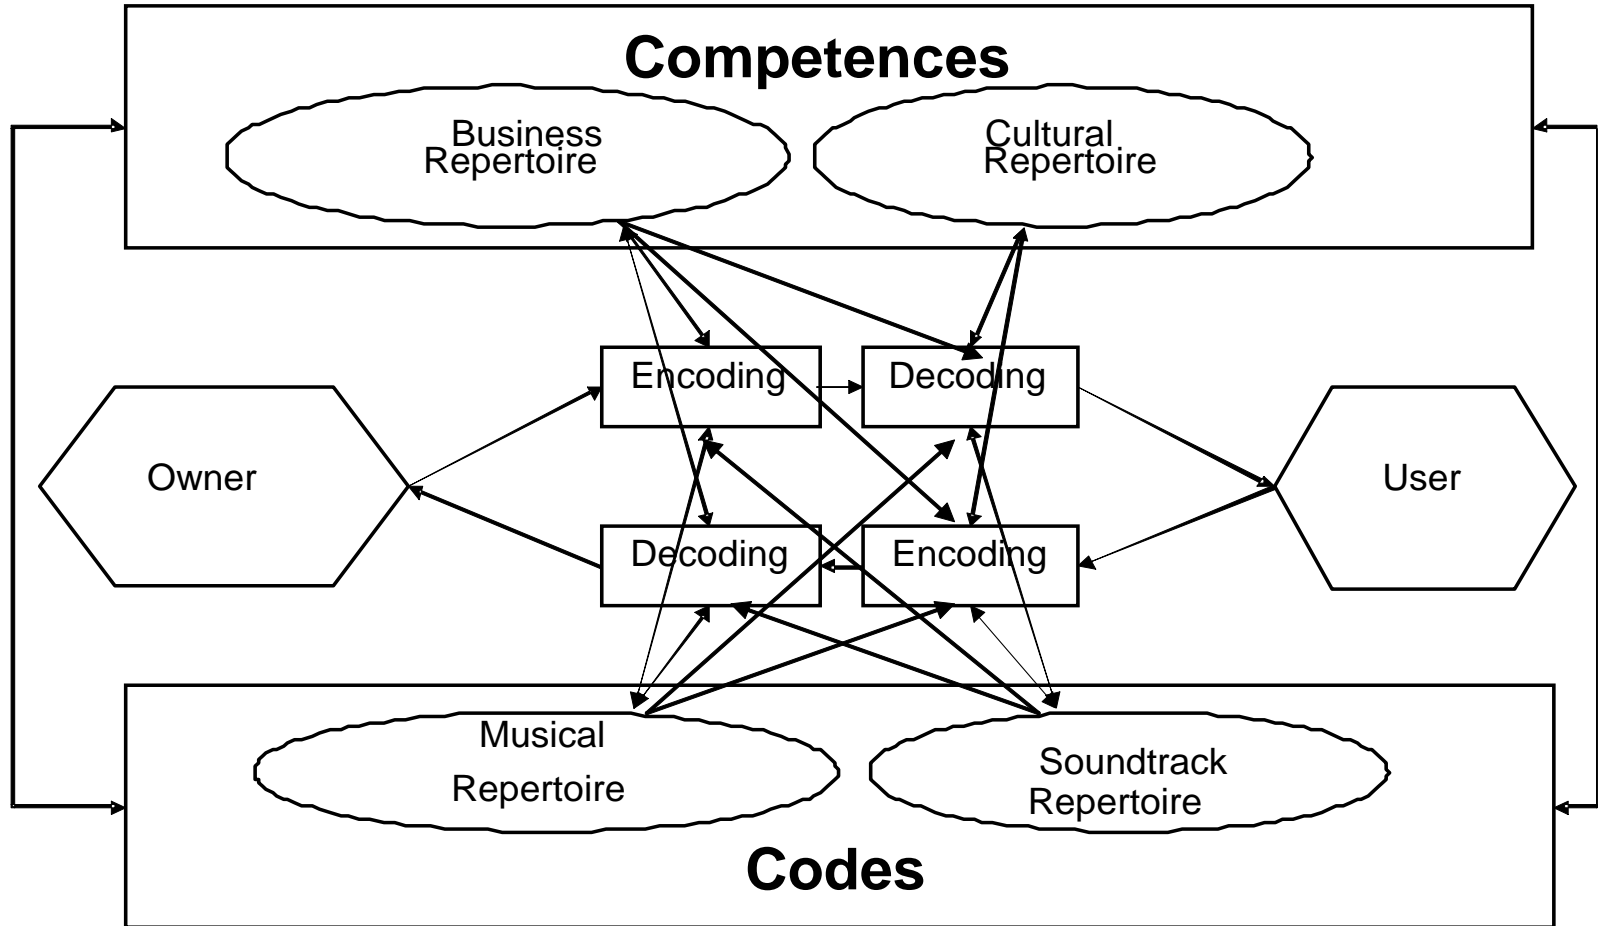 Competences
Business
Repertoire
Cultural
Repertoire
Encoding
Decoding
Owner
User
Decoding
Encoding
Musical
Repertoire
Soundtrack
Repertoire
Codes